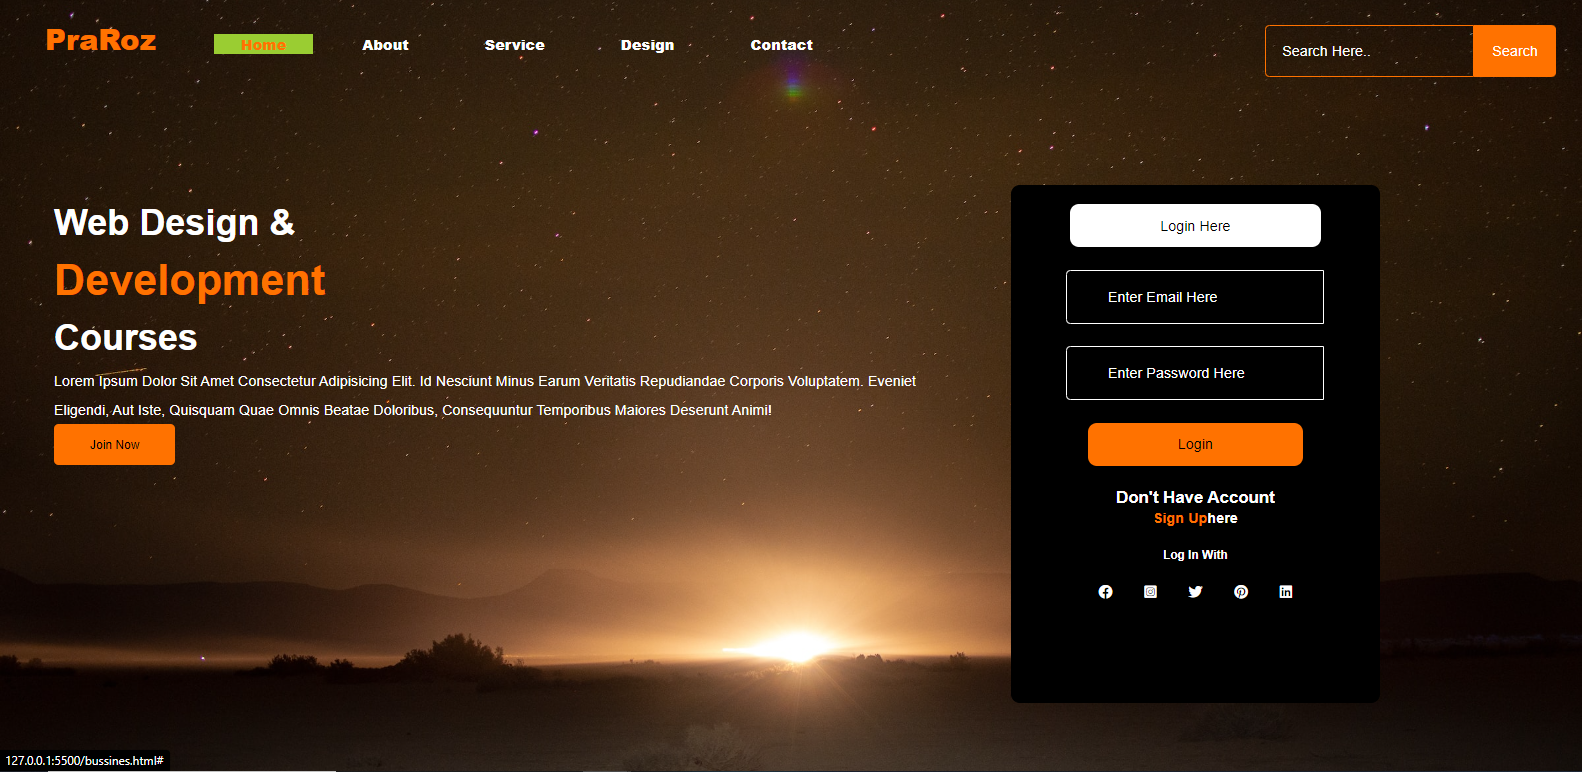 PraRoz
Home About Service Design Contact
Search Here.. Search
Web Design &
Development
Courses
Lorem Ipsum Dolor Sit Amet Consectetur Adipisicing Elit. Id Nesciunt Minus Earum Veritatis Repudiandae Corporis Voluptatem. Eveniet
Eligendi, Aut Iste, Quisquam Quae Omnis Beatae Doloribus, Consequuntur Temporibus Maiores Deserunt Animi!
Join Now
Login Here
Enter Email Here
Enter Password Here
Login
Don't Have Account
Sign Uphere
Log In With
127.0.0.1:5500/bussines.html#